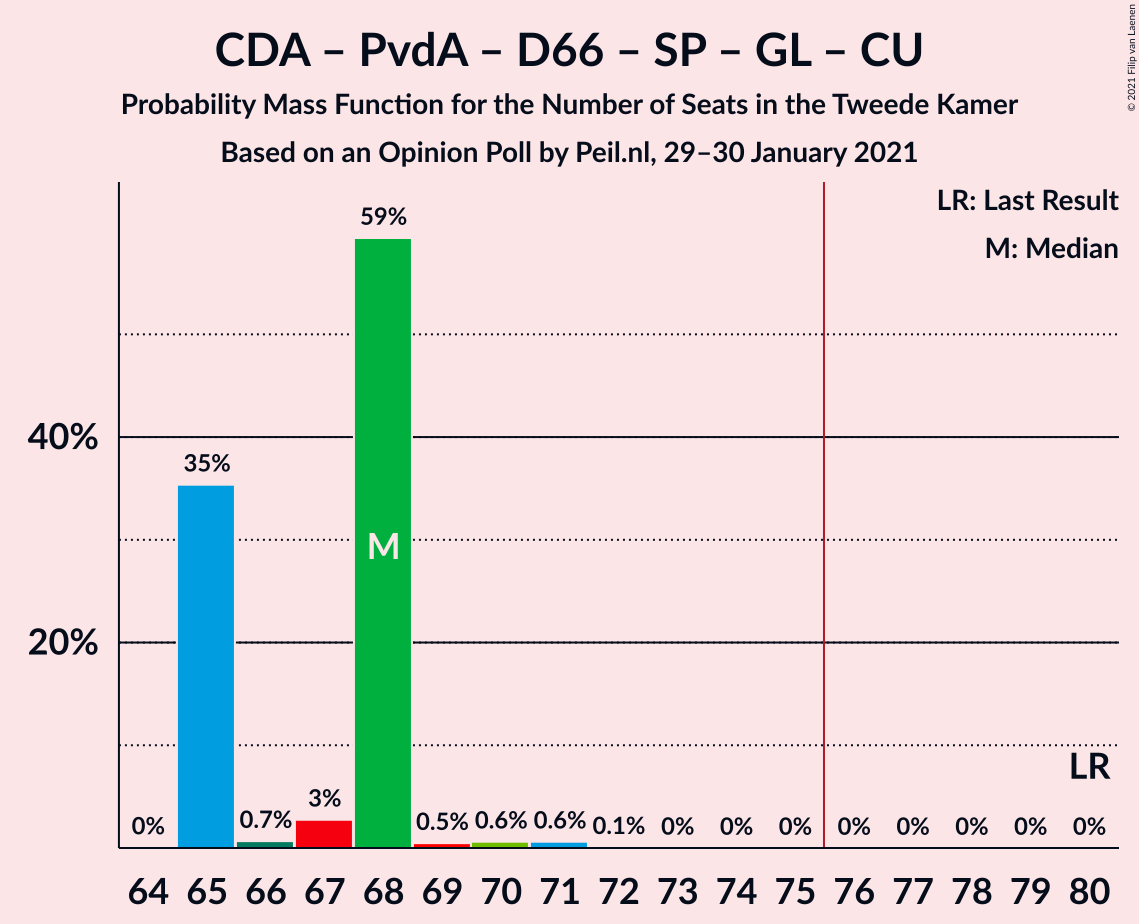 CDA – PvdA – D66 – SP – GL – CU
Probability Mass Function for the Number of Seats in the Tweede Kamer
Based on an Opinion Poll by Peil.nl, 29–30 January 2021
© 2021 Filip van Laenen
LR: Last Result
M: Median
59%
40%
35%
M
20%
LR
0%
0.7%
3%
0.5%
0.6%
0.6%
0.1%
0%
0%
0%
0%
0%
0%
0%
0%
64 65 66 67 68 69 70 71 72 73 74 75 76 77 78 79 80